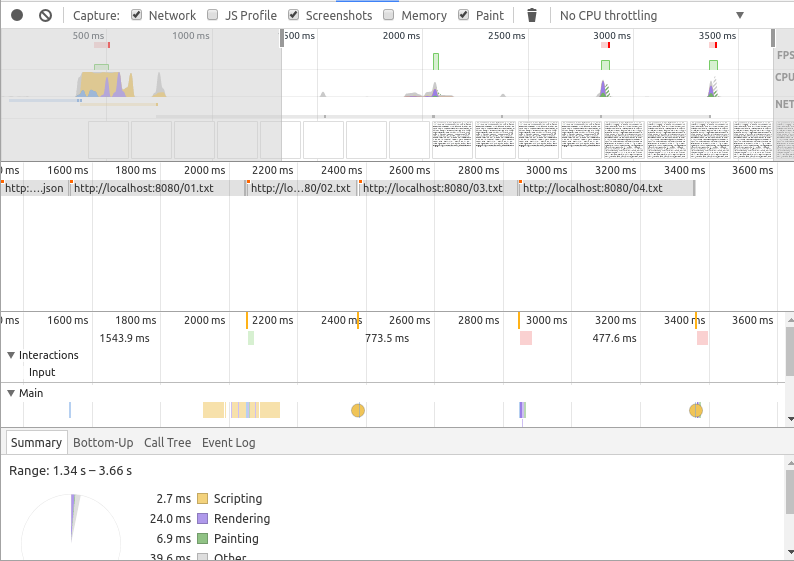 Capture: Network JS Profile Screenshots Memory Paint No CPU throttling
500 ms 1000 ms 500 ms 2000 ms 2500 ms 3000 ms 3500 ms
FPS
CPU
NET
ms 1600 ms 1800 ms 2000 ms 2200 ms 2400 ms 2600 ms 2800 ms 3000 ms 3200 ms 3400 ms 3600 ms
http:....json http://localhost:8080/01.txt http://lo...80/02.txt http://localhost:8080/03.txt http://localhost:8080/04.txt
ms 1600 ms 1800 ms 2000 ms 2200 ms 2400 ms 2600 ms 2800 ms 3000 ms 3200 ms 3400 ms 3600 ms
1543.9 ms 773.5 ms 477.6 ms
Interactions
Input
Main
Summary Bottom-Up Call Tree Event Log
Range: 1.34 s – 3.66 s
2.7 ms Scripting
24.0 ms Rendering
6.9 ms Painting
39.6 ms Other